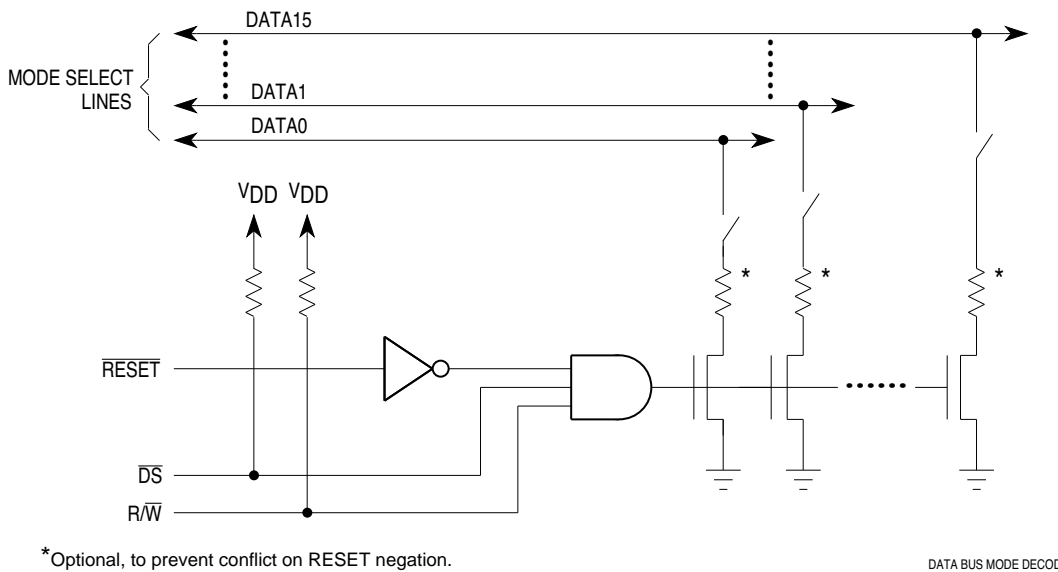 DATA15
MODE SELECT
LINES
DATA1
DATA0
VDD VDD
* * *
RESET
DS
R/W
*Optional, to prevent conflict on RESET negation.
DATA BUS MODE DECOD